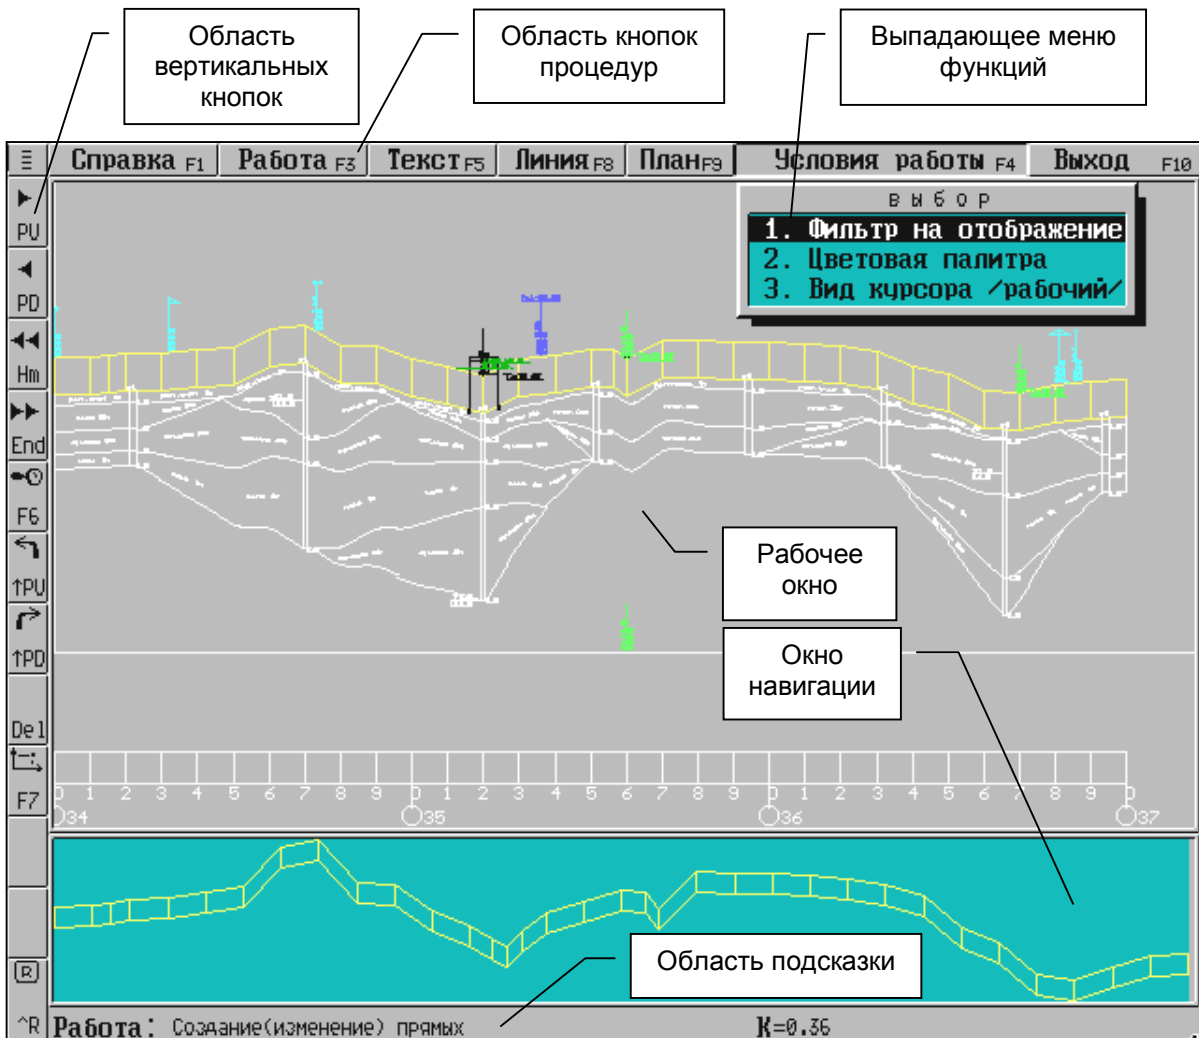 Область
вертикальных
кнопок
Область кнопок
процедур
Выпадающее меню
функций
Справка F1 Работа F3 Текст F5 Линия F8 План F9 Условия работы F4 Выход F10
выбор
1. Фильтр на отображение
2. Цветовая палитра
3. Вид курсора /рабочий/
PU
PD
Hm
End
F6
↑PU
↑PD
Del
F7
R
^R
Рабочее
окно
Окно
навигации
0 1 2 3 4 5 6 7 8 9 0 1 2 3 4 5 6 7 8 9 0 1 2 3 4 5 6 7 8 9 0
34 35 36 37
Область подсказки
Работа: Создание(изменение) прямых K=0.36